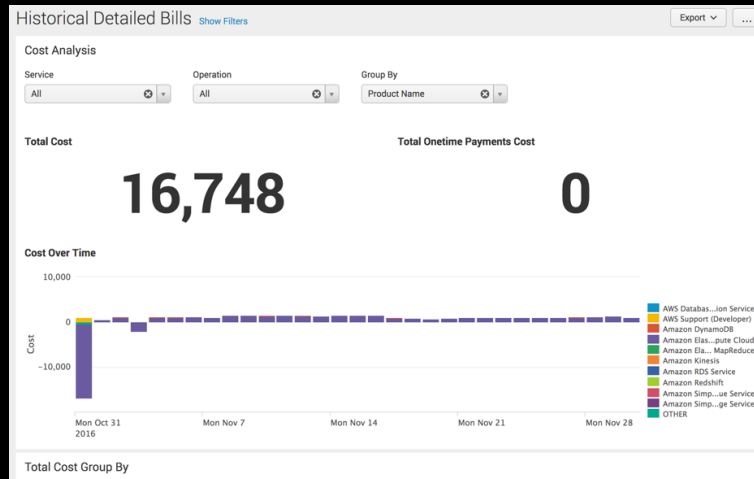 Historical Detailed Bills Show Filters
Export
...
Cost Analysis
Service
Operation
Group By
All
All
Product Name
Total Cost
Total Onetime Payments Cost
16,748
0
Cost Over Time
10,000
0
-10,000
Cost
Mon Oct 31
2016
Mon Nov 7
Mon Nov 14
Mon Nov 21
Mon Nov 28
AWS Databas...ion Service
AWS Support (Developer)
Amazon DynamoDB
Amazon Elas...pute Cloud
Amazon Ela... MapReduce
Amazon Kinesis
Amazon RDS Service
Amazon Redshift
Amazon Simp...ue Service
Amazon Simp...ge Service
OTHER
Total Cost Group By